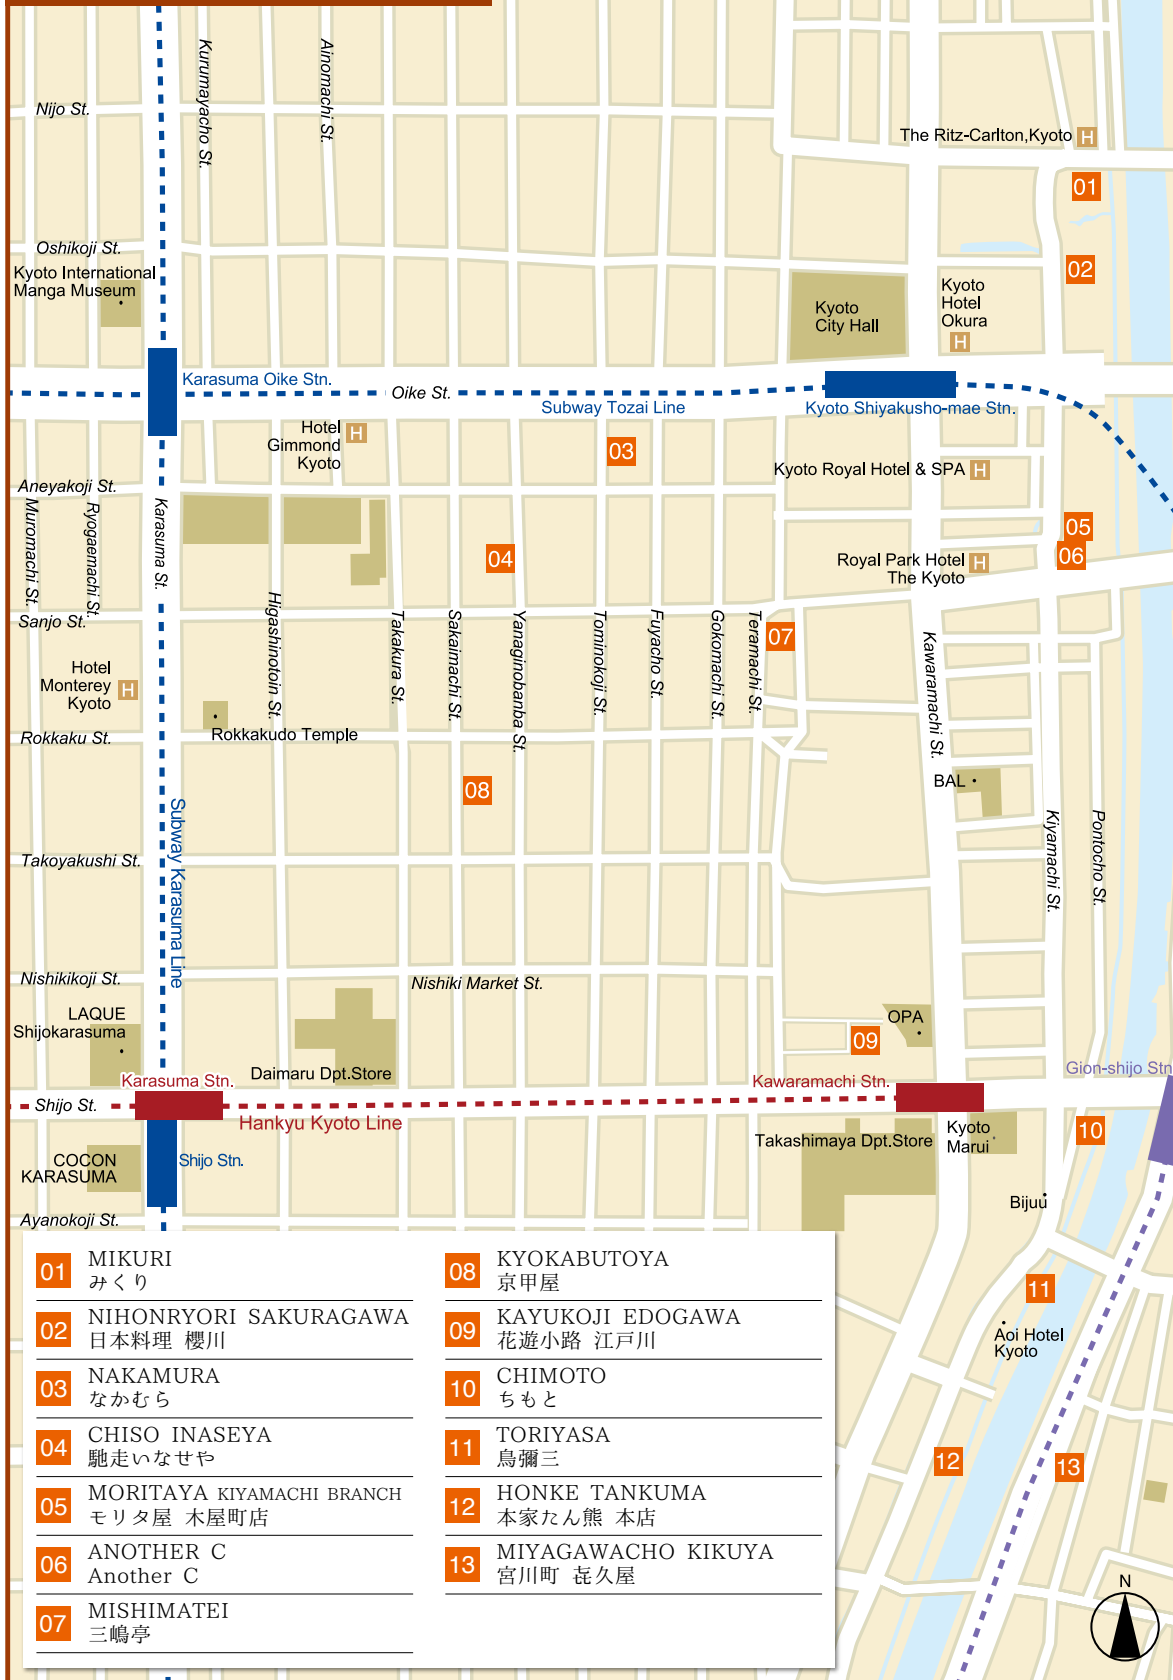 Kurumayacho St.
Ainomachi St.
Nijo St.
The Ritz-Carlton,Kyoto H
01
Oshikoji St.
Kyoto International
Manga Museum
02
Kyoto
City Hall
Kyoto
Hotel
Okura
H
Karasuma Oike Stn.
Oike St.
Subway Tozai Line
Kyoto Shiyakusho-mae Stn.
Hotel
Gimmond
Kyoto
H
03
Kyoto Royal Hotel & SPA H
Aneyakoji St.
Muromachi St.
Ryogaemachi St.
Karasuma St.
04
05
06
Royal Park Hotel
The Kyoto
H
Sanjo St.
Higashinotoin St.
Takakura St.
Sakaimachi St.
Yanaginobanba St.
Tominokoji St.
Fuyacho St.
Gokomachi St.
Teramachi St.
07
Kawaramachi St.
Hotel
Monterey
Kyoto
H
Rokkakudo Temple
Rokkaku St.
08
BAL
Subway Karasuma Line
Kiyamachi St.
Pontocho St.
Takoyakushi St.
Nishikikoji St.
Nishiki Market St.
LAQUE
Shijokarasuma
OPA
09
Daimaru Dpt.Store
Karasuma Stn.
Kawaramachi Stn.
Gion-shijo Stn
Shijo St.
Hankyu Kyoto Line
10
Takashimaya Dpt.Store
Kyoto
Marui
COCON
KARASUMA
Shijo Stn.
Bijuu
Ayanokoji St.
11
Aoi Hotel
Kyoto
12
13
N
01 MIKURI
みくり
02 NIHONRYORI SAKURAGAWA
日本料理 櫻川
03 NAKAMURA
なかむら
04 CHISO INASEYA
馳走いなせや
05 MORITAYA KIYAMACHI BRANCH
モリタ屋 木屋町店
06 ANOTHER C
Another C
07 MISHIMATEI
三嶋亭
08 KYOKABUTOYA
京甲屋
09 KAYUKOJI EDOGAWA
花遊小路 江戸川
10 CHIMOTO
ちもと
11 TORIYASA
鳥彌三
12 HONKE TANKUMA
本家たん熊 本店
13 MIYAGAWACHO KIKUYA
宮川町 㐂久屋